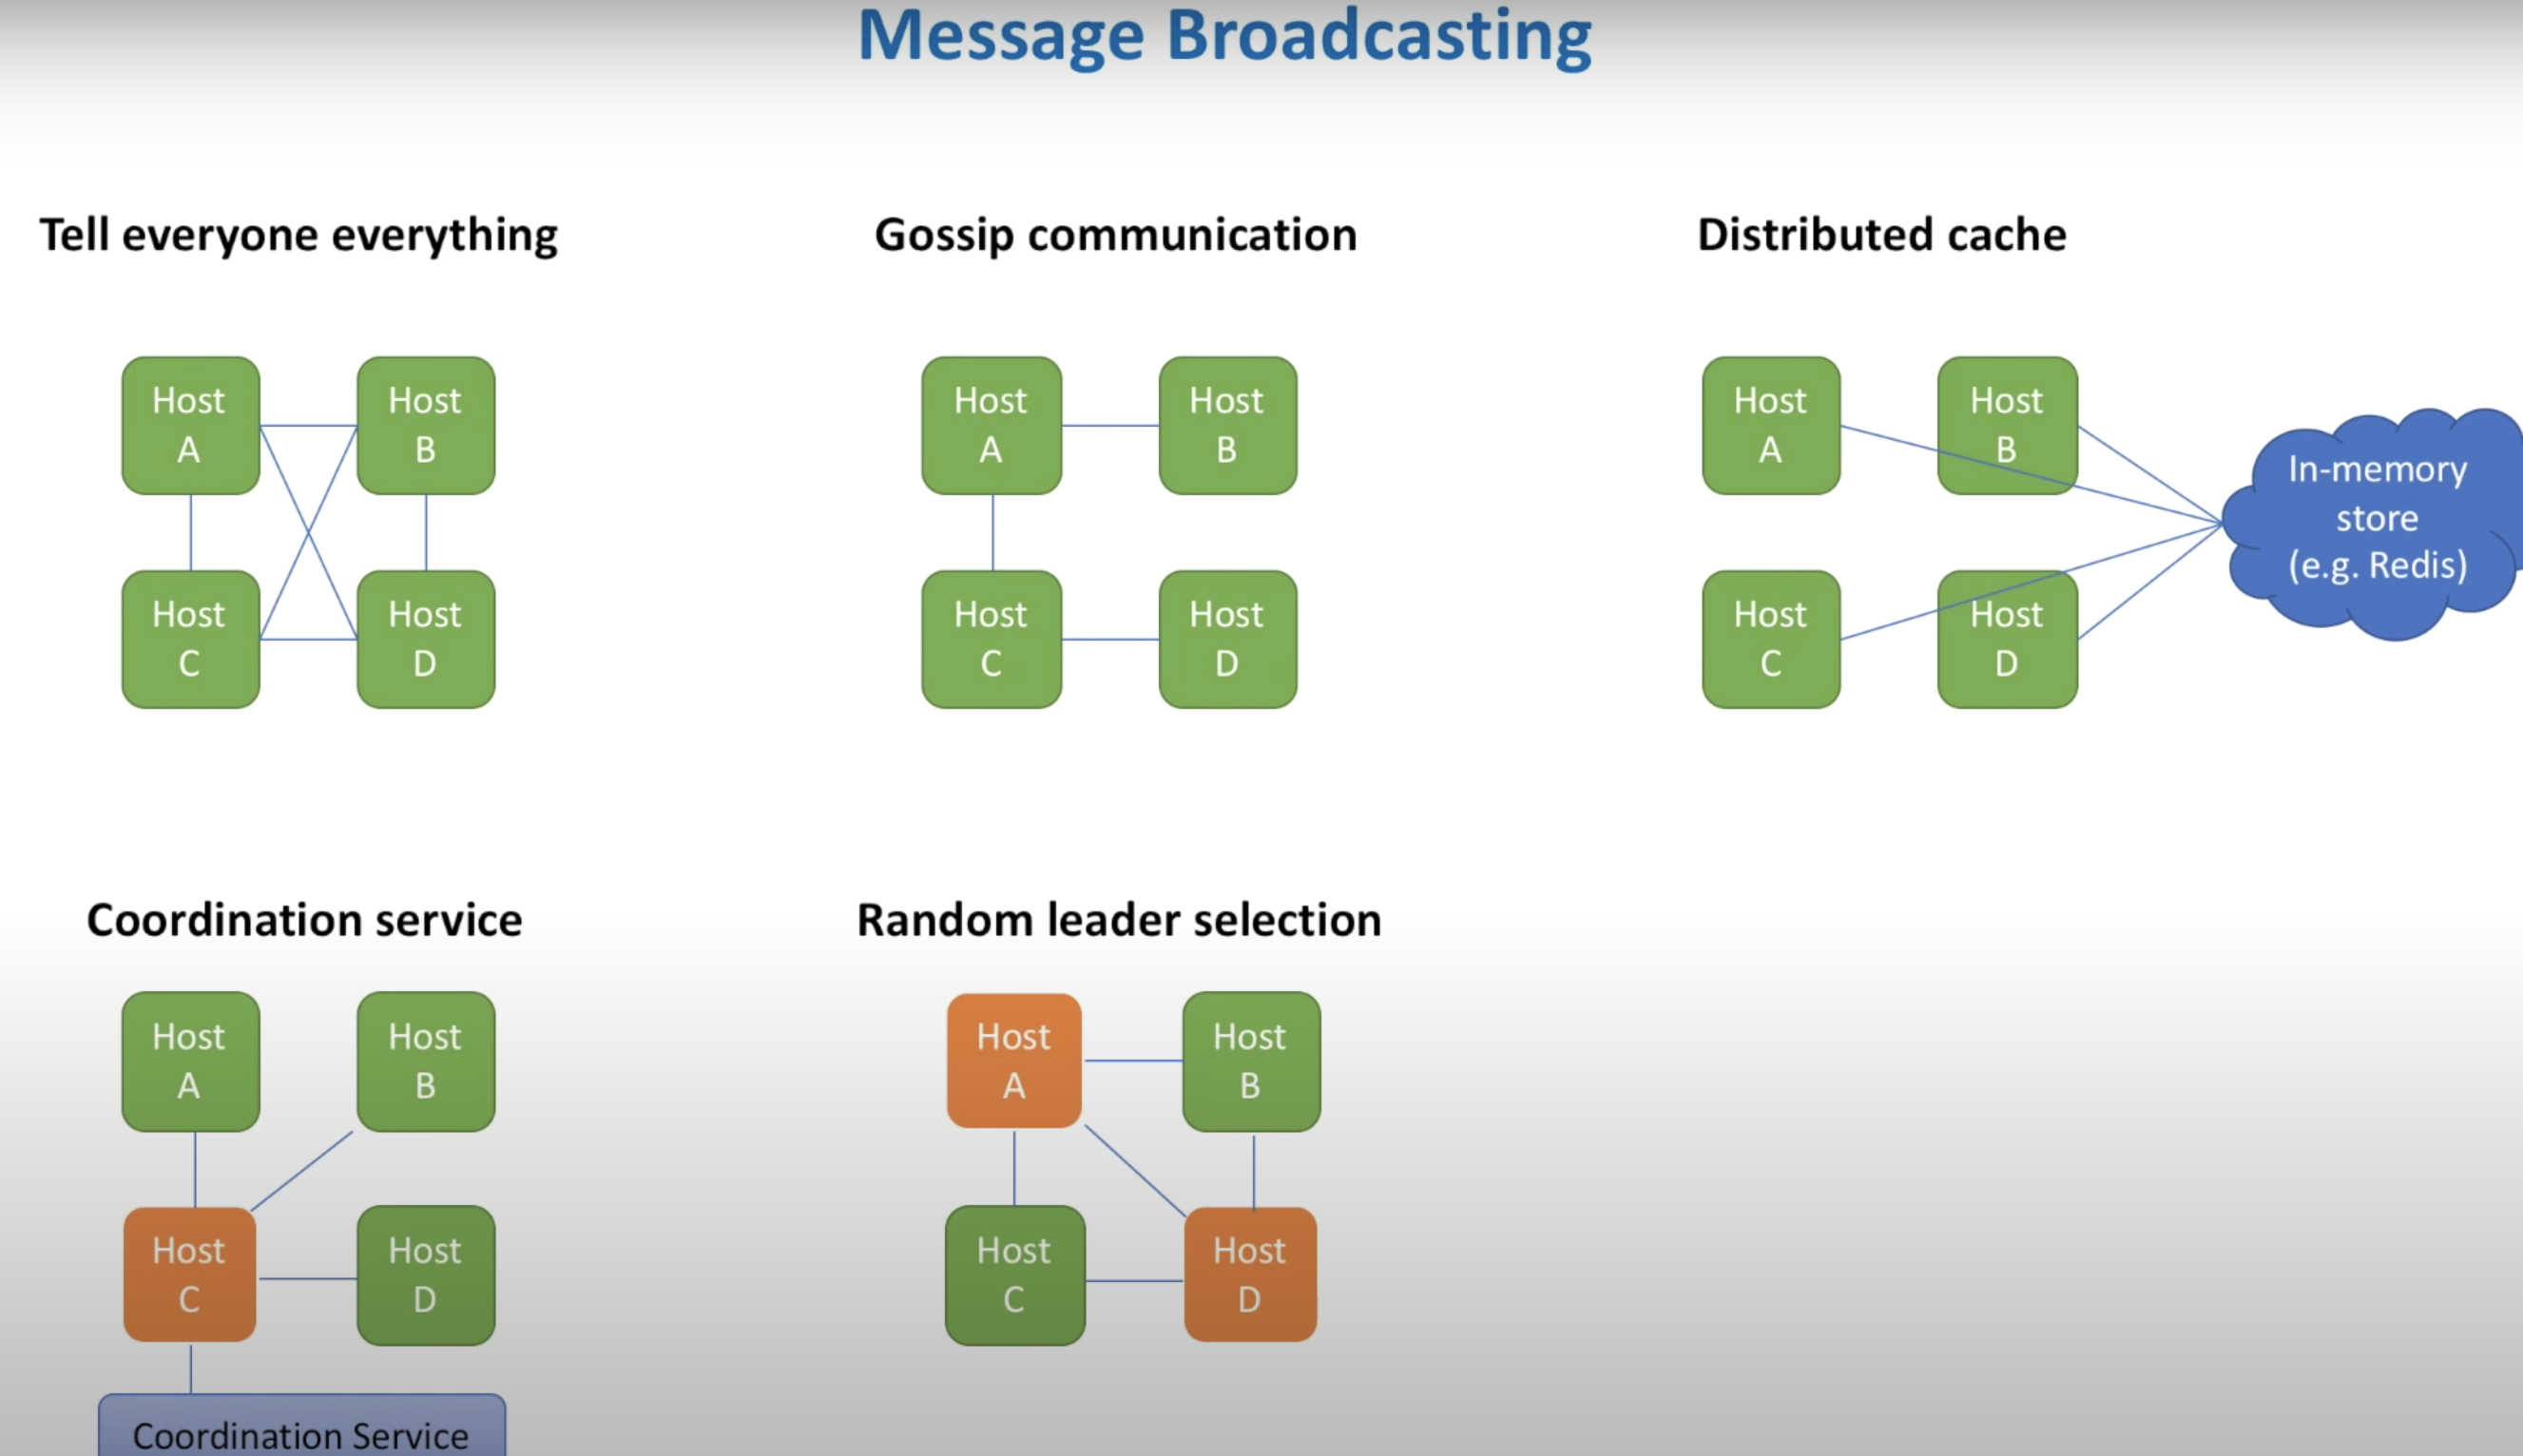 Message Broadcasting
Tell everyone everything
Host
A
Host
B
Host
C
Host
D
Gossip communication
Host
A
Host
B
Host
C
Host
D
Distributed cache
Host
A
Host
B
Host
C
Host
D
In-memory
store
(e.g. Redis)
Coordination service
Host
A
Host
B
Host
C
Host
D
Coordination Service
Random leader selection
Host
A
Host
B
Host
C
Host
D